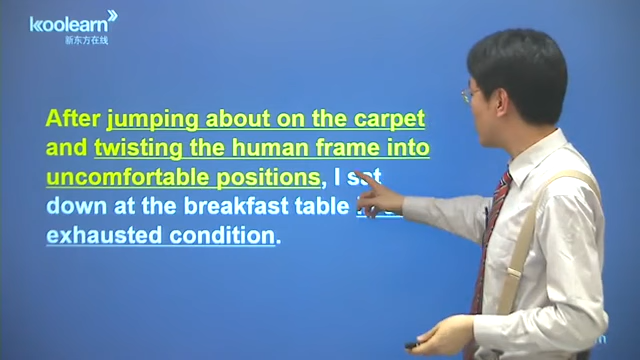 koolearn
新东方在线
After jumping about on the carpet
and twisting the human frame into
uncomfortable positions, I sat
down at the breakfast table
exhausted condition.